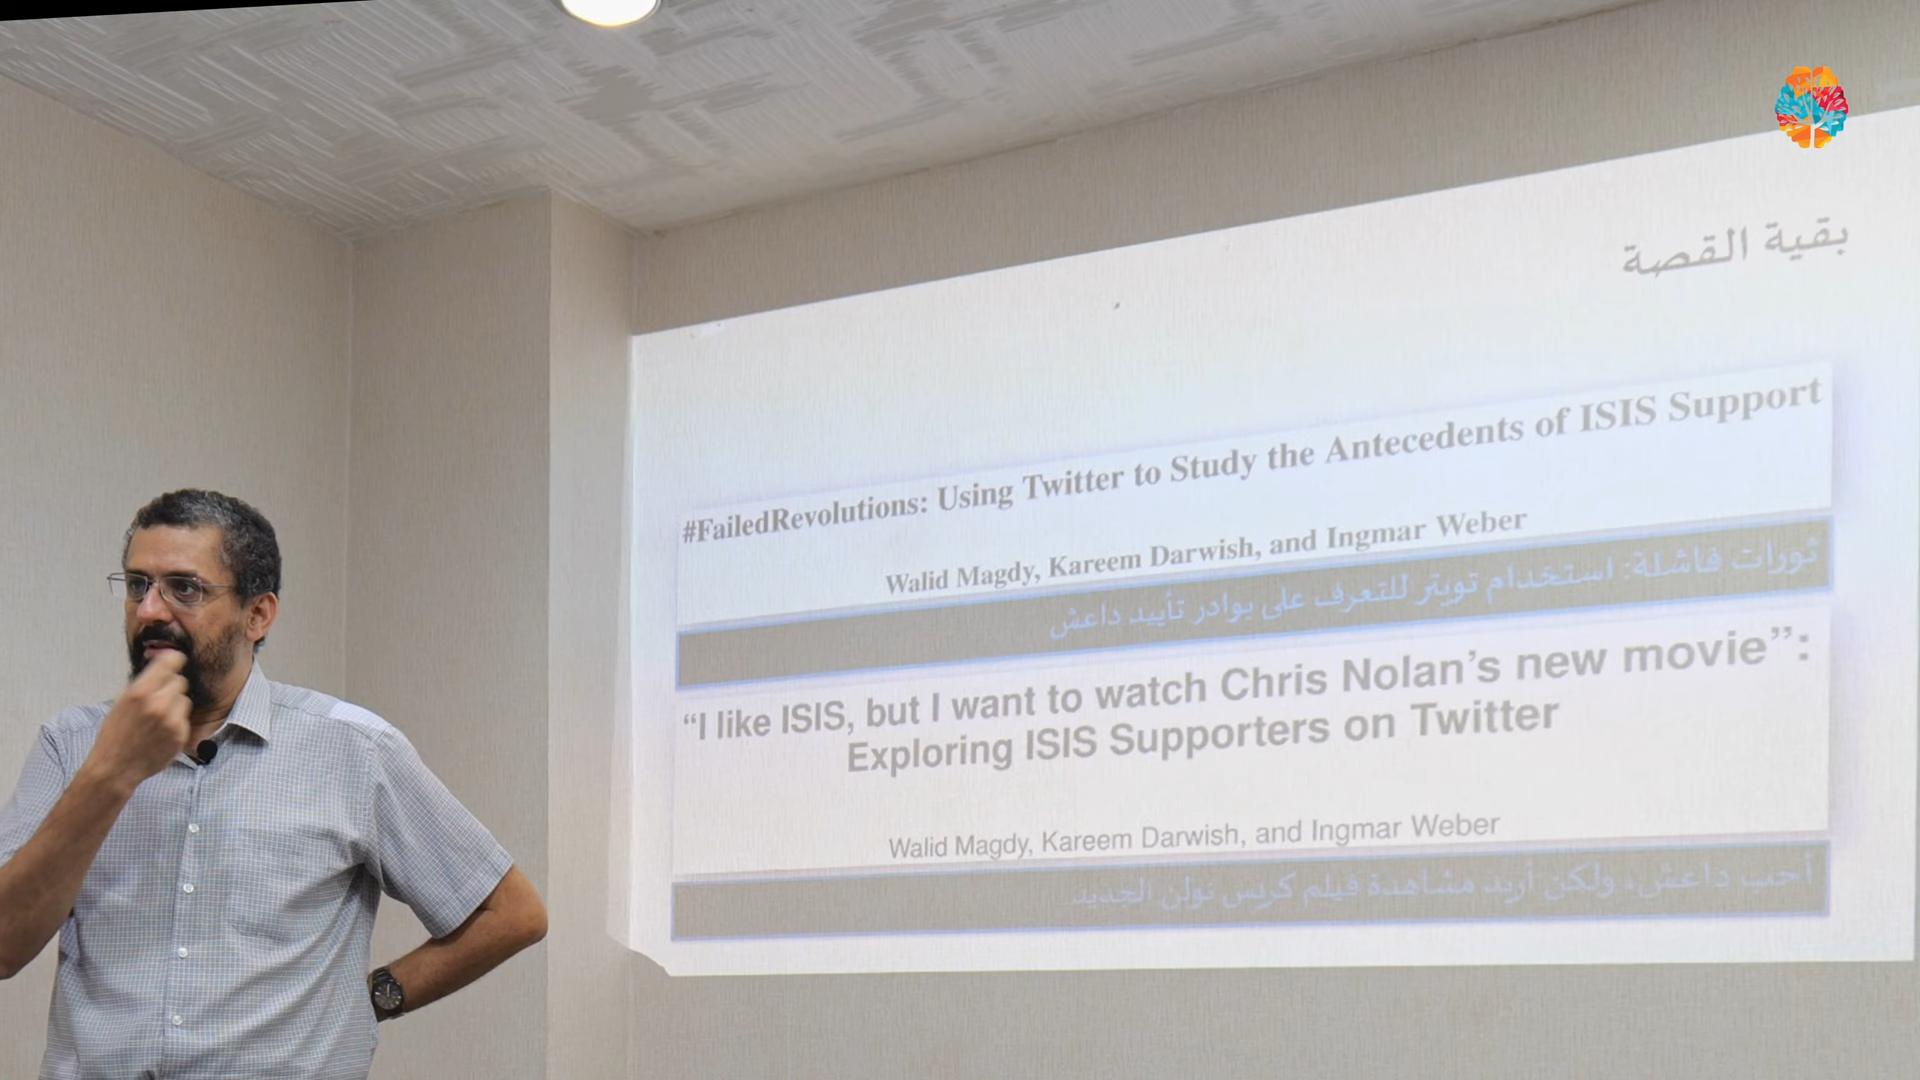 بقية القصة
#FailedRevolutions: Using Twitter to Study the Antecedents of ISIS Support
Walid Magdy, Kareem Darwish, and Ingmar Weber
ثورات فاشلة: استخدام تويتر للتعرف على بوادر تأييد داعش
“I like ISIS, but I want to watch Chris Nolan’s new movie”:
Exploring ISIS Supporters on Twitter
Walid Magdy, Kareem Darwish, and Ingmar Weber
أحب داعش، ولكن أريد مشاهدة فيلم كريس نولن الجديد